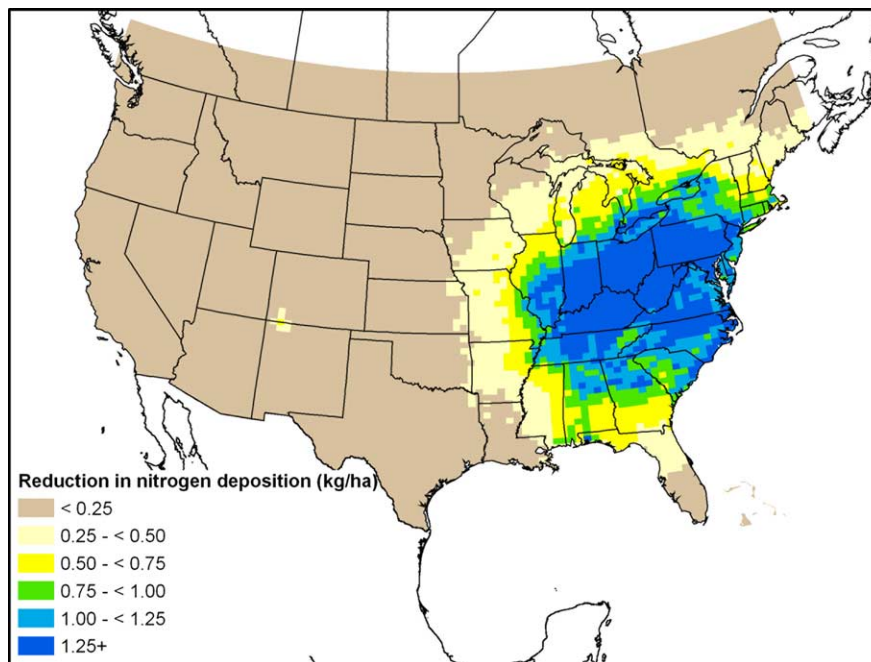 Reduction in nitrogen deposition (kg/ha)
< 0.25
0.25 - < 0.50
0.50 - < 0.75
0.75 - < 1.00
1.00 - < 1.25
1.25+